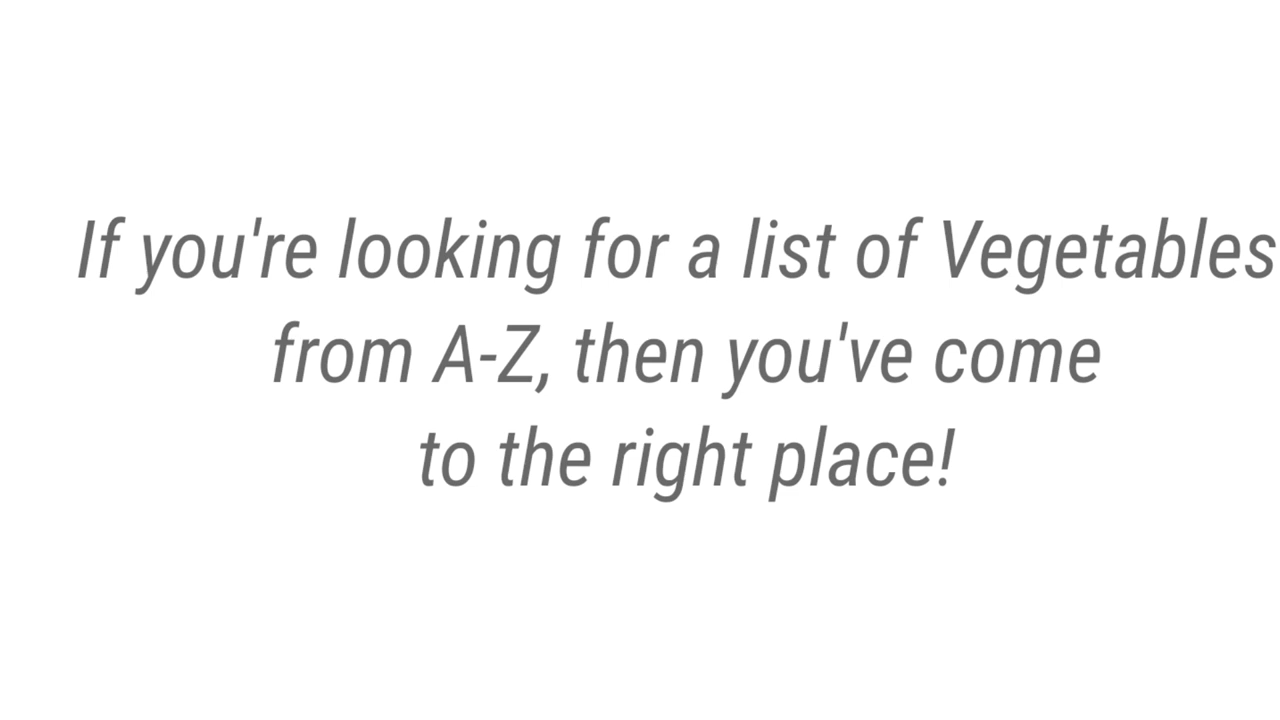 If you're looking for a list of Vegetables
from A-Z, then you've come
to the right place!